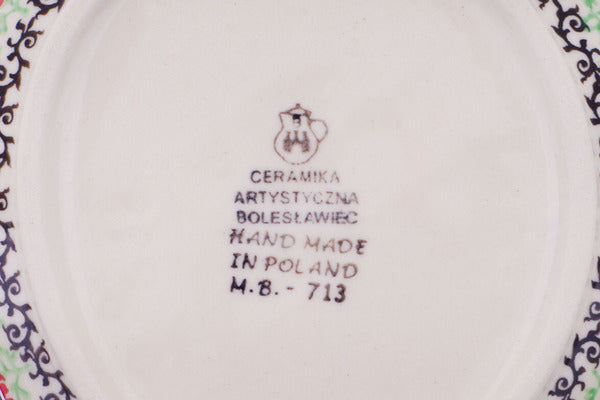 CERAMIKA
ARTYSTYCZNA
BOLESŁAWIEC
HAND MADE
IN POLAND
M.B. - 713